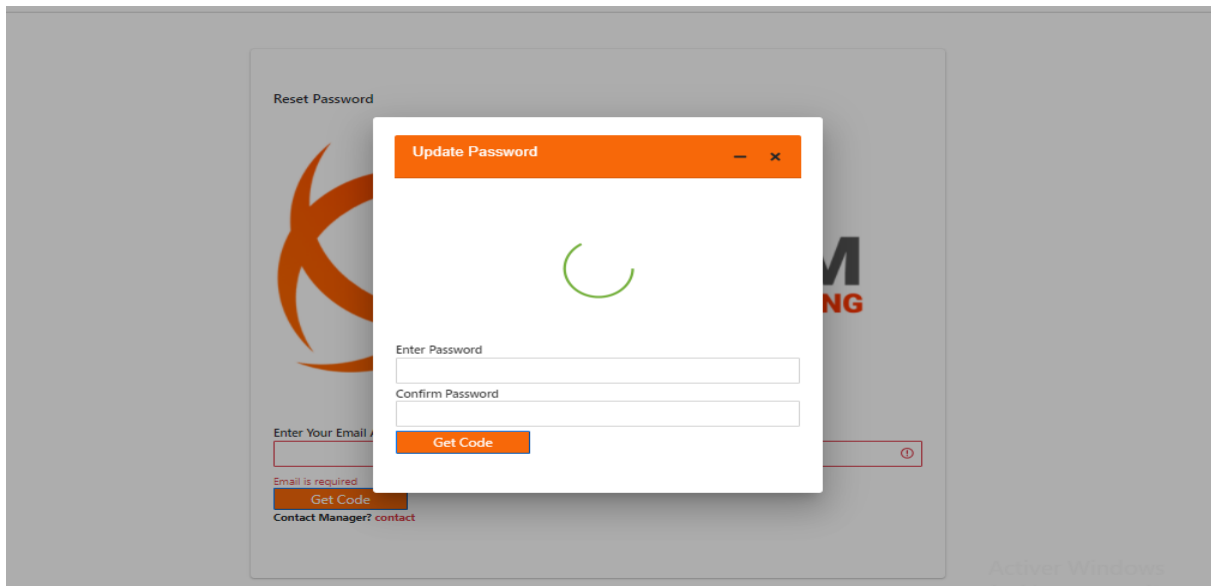 Reset Password
Update Password
M
NG
Enter Password
Confirm Password
Get Code
Enter Your Email A
Email is required
Get Code
Contact Manager? contact
Activer Windows